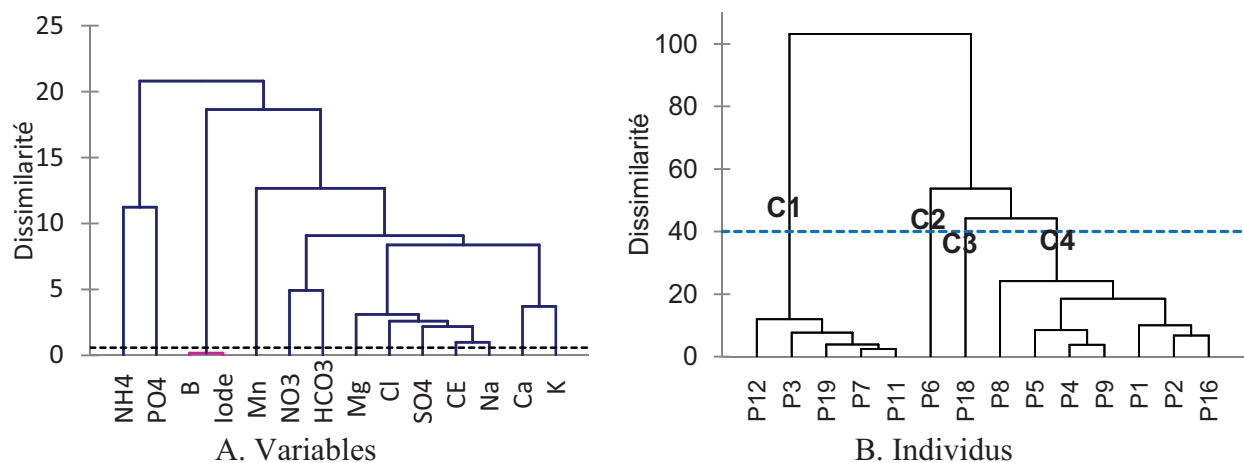 25
20
15
10
5
0
Dissimilarité
NH4
PO4
B
Iode
Mn
NO3
HCO3
Mg
Cl
SO4
CE
Na
Ca
K
A. Variables
100
80
60
40
20
0
Dissimilarité
C1
C2
C3
C4
P12
P3
P19
P7
P11
P6
P18
P8
P5
P4
P9
P1
P2
P16
B. Individus